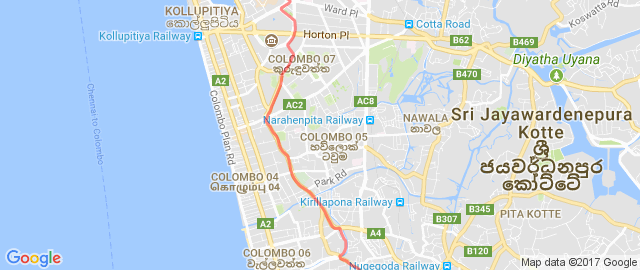 KOLLUPITIYA
කොල්ලුපිටිය
Ward Pl
Cotta Road
Koswatta Rd
Kollupitiya Railway
Horton Pl
B62
B469
COLOMBO 07
කුරුඳුවත්ත
Diyatha Uyana
A2
B470
Chennai to Colombo
Colombo Plan Rd
AC2
AC8
Narahenpita Railway
NAWALA
නාවල
Sri Jayawardenepura
Kotte
ශ්‍රී
ජයවර්ධනපුර
කෝට්ටේ
COLOMBO 05
හව්ලොක්
ටවුම
COLOMBO 04
கொழும்பு 04
Park Rd
Kirillapona Railway
A2
A4
B307
B345
PITA KOTTE
B120
COLOMBO 06
වැල්ලවත්ත
Nugegoda Railway
Google
Map data ©2017 Google